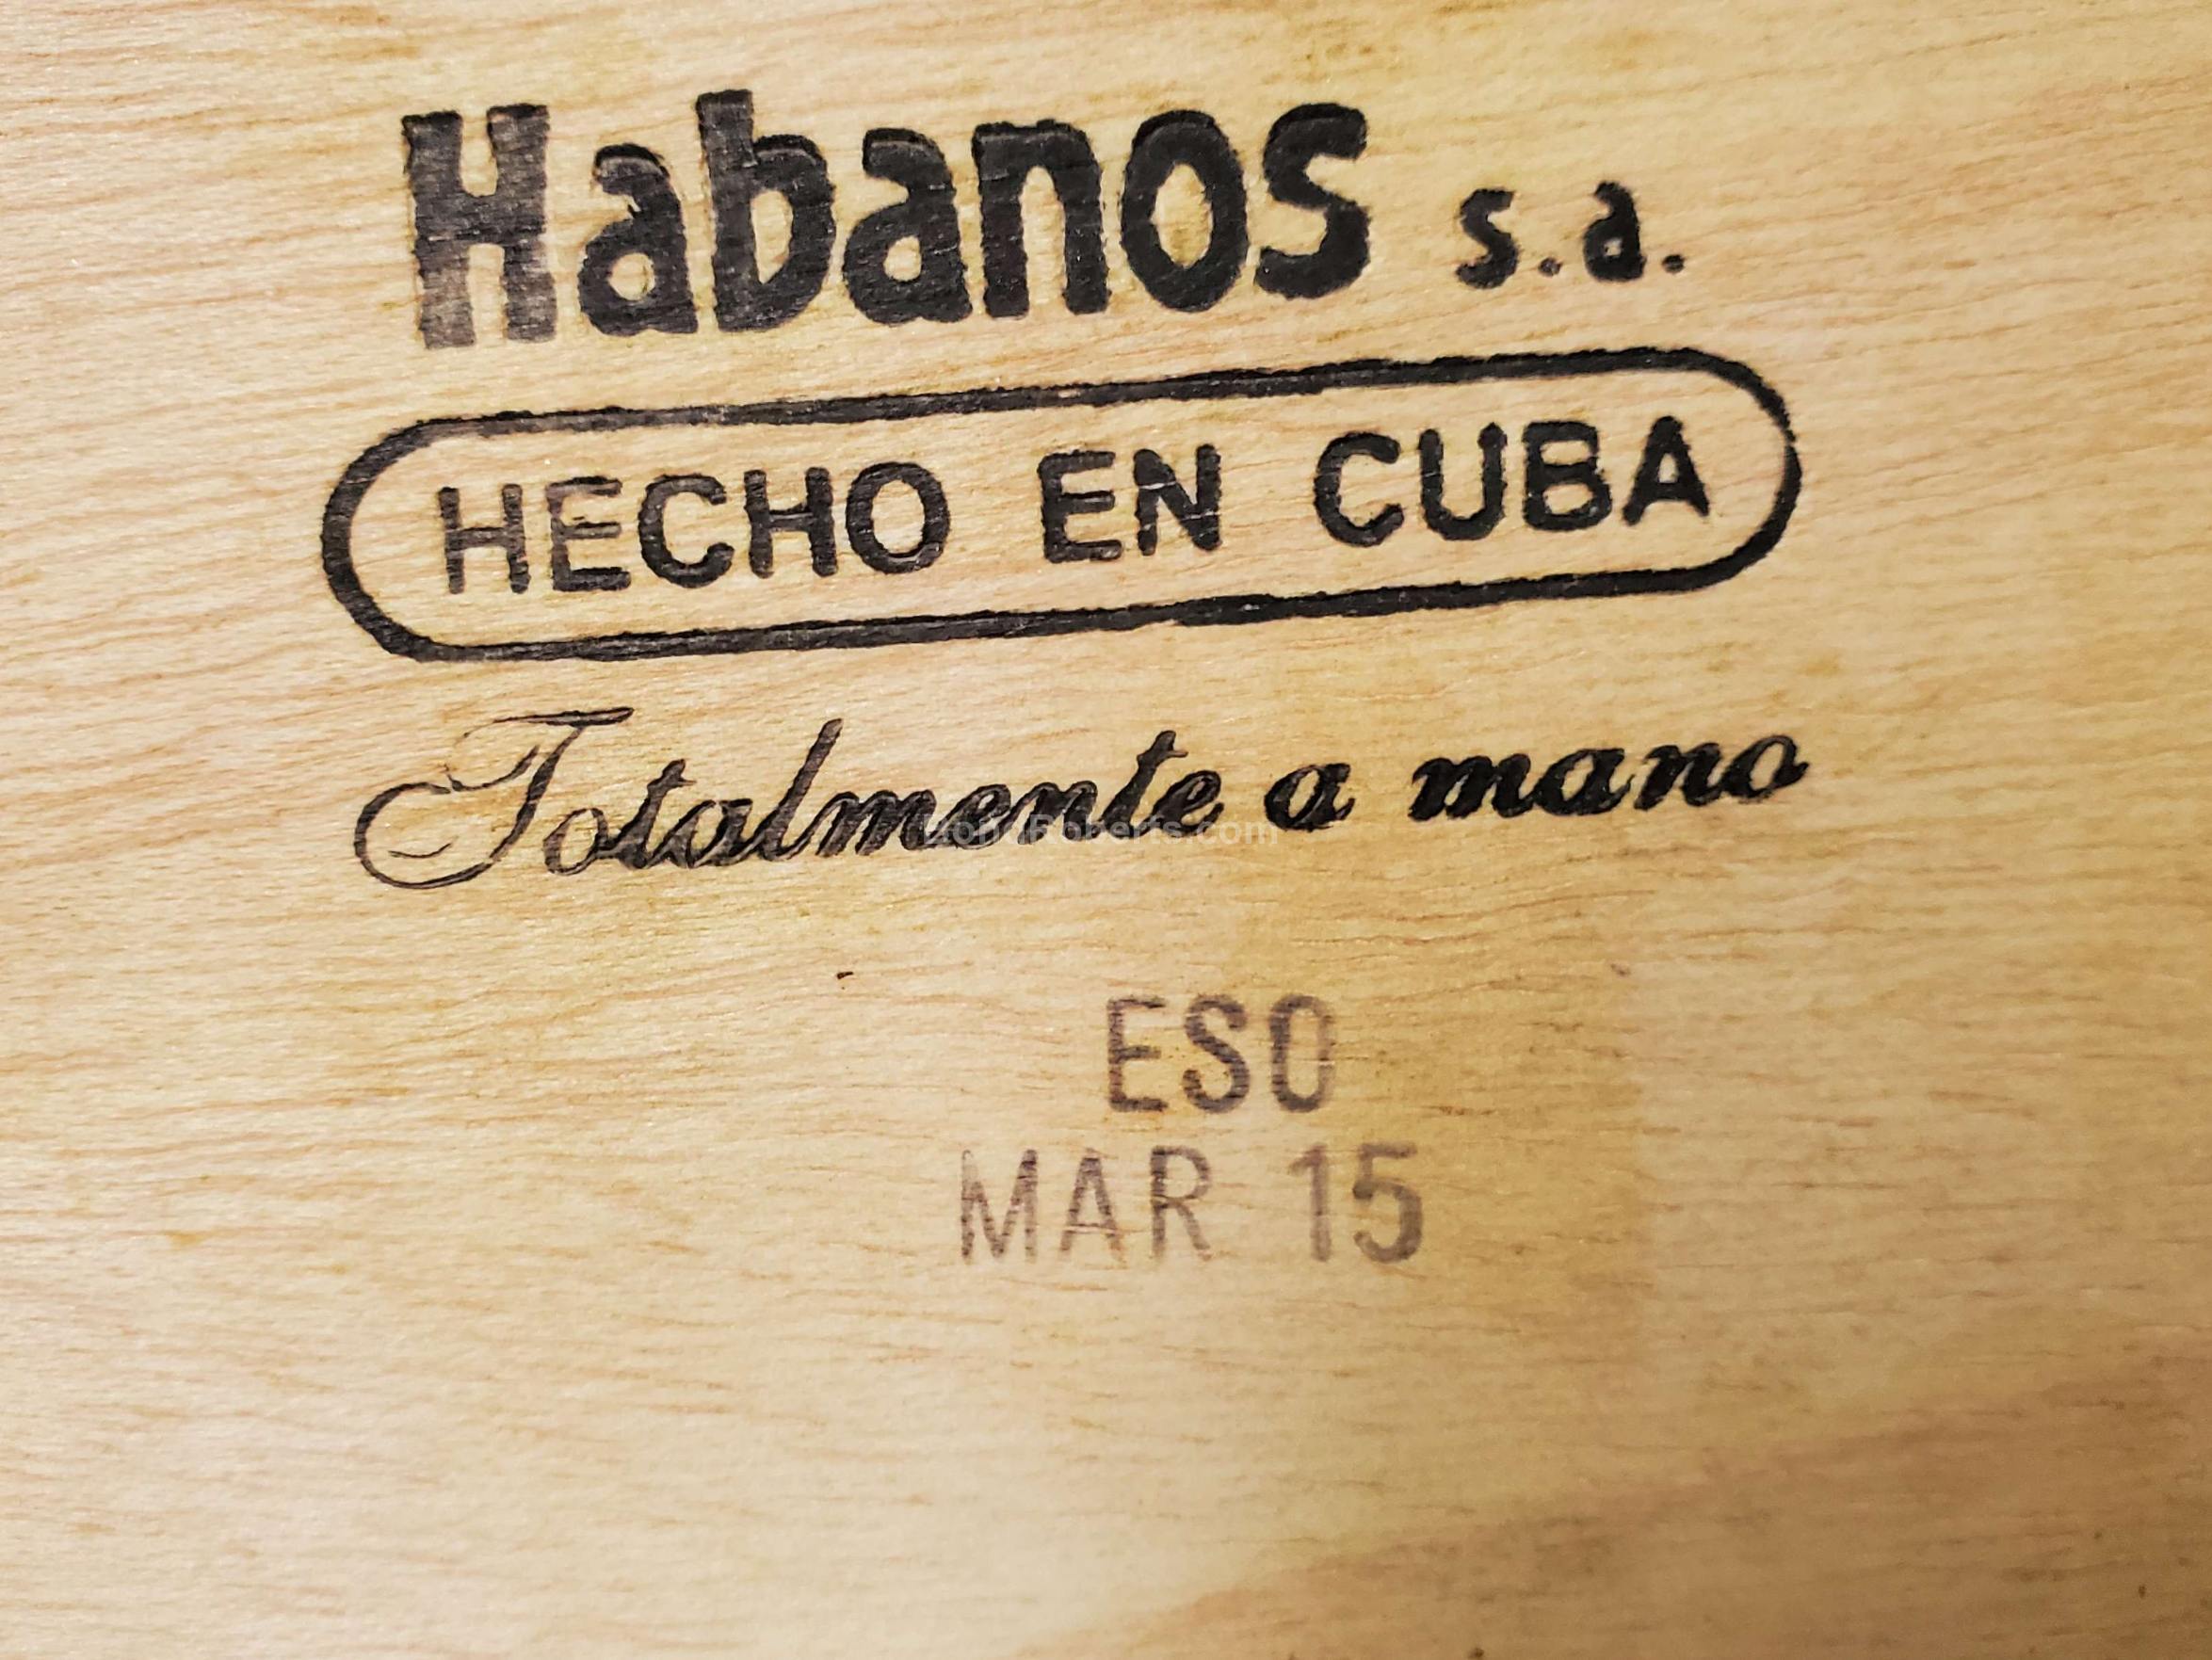 Habanos s.a.
HECHO EN CUBA
Totalmente a mano
ESO
MAR 15